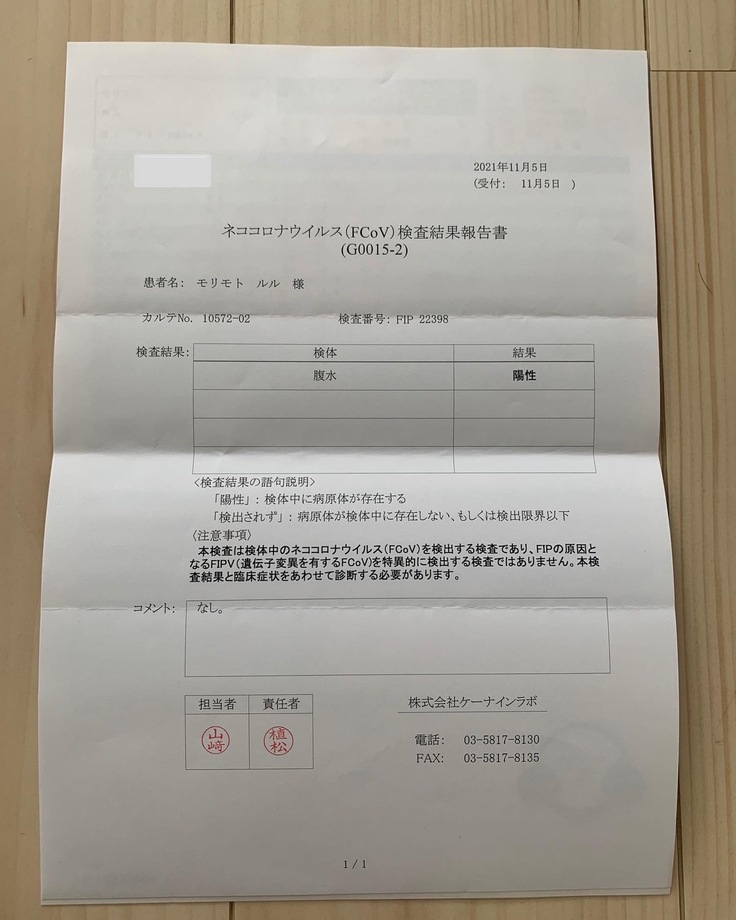 2021年11月5日
(受付: 11月5日 )
ネココロナウイルス(FCoV)検査結果報告書
(G0015-2)
患者名: モリモト ルル 様
カルテNo. 10572-02 検査番号: FIP 22398
検査結果: 検体 結果
腹水 陽性
<検査結果の語句説明>
「陽性」: 検体中に病原体が存在する
「検出されず」: 病原体が検体中に存在しない、もしくは検出限界以下
〈注意事項〉
本検査は検体中のネココロナウイルス(FCoV)を検出する検査であり、FIPの原因と
なるFIPV(遺伝子変異を有するFCoV)を特異的に検出する検査ではありません。本検
査結果と臨床症状をあわせて診断する必要があります。
コメント: なし。
担当者 責任者
山崎 植松
株式会社ケーナインラボ
電話: 03-5817-8130
FAX: 03-5817-8135
1 / 1